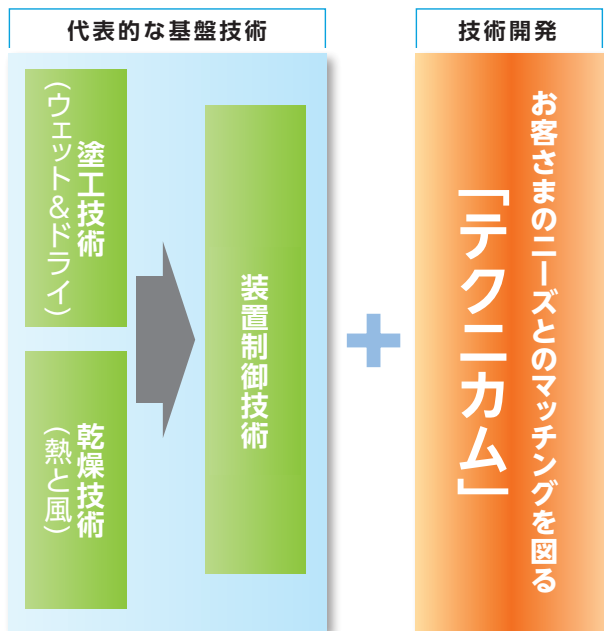 代表的な基盤技術
塗工技術
(ウェット&ドライ)
乾燥技術
(熱と風)
装置制御技術
+
技術開発
お客さまのニーズとのマッチングを図る
「テクニカム」